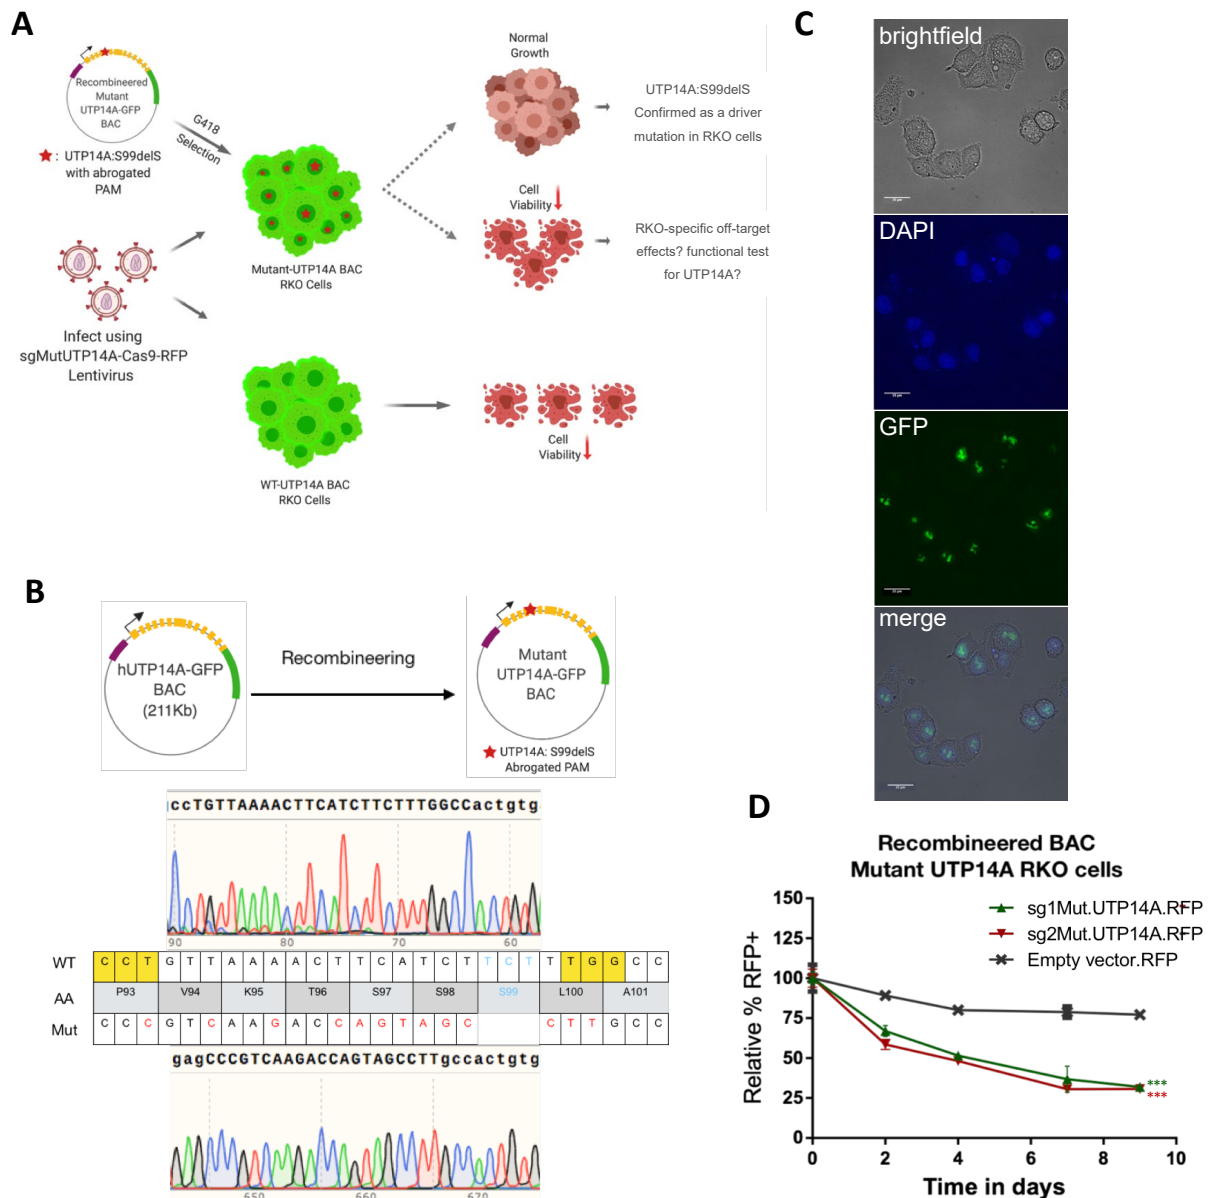 A
Recombineered
Mutant
UTP14A-GFP
BAC
: UTP14A:S99delS
with abrogated
PAM
G418
Selection
Infect using
sgMutUTP14A-Cas9-RFP
Lentivirus
Mutant-UTP14A BAC
RKO Cells
WT-UTP14A BAC
RKO Cells
Normal
Growth
Cell
Viability
Cell
Viability
UTP14A:S99delS
Confirmed as a driver
mutation in RKO cells
RKO-specific off-target
effects? functional test
for UTP14A?
B
hUTP14A-GFP
BAC
(211Kb)
Recombineering
Mutant
UTP14A-GFP
BAC
UTP14A: S99delS
Abrogated PAM
ccTGTTAAAACTTCATCTTCTTTGGCCactgtg
90 80 70 60
WT C C T G T T A A A A C T T C A T C T T C T T T G G C C
AA P93 V94 K95 T96 S97 S98 S99 L100 A101
Mut C C C G T C A A G A C C A G T A G C C T T G C C
gagCCCGTCAAGACCAGTAGCCTTGccactgtg
650 660 670
C
brightfield
DAPI
GFP
merge
D
Recombineered BAC
Mutant UTP14A RKO cells
Relative % RFP+
150
125
100
75
50
25
0
sg1Mut.UTP14A.RFP
sg2Mut.UTP14A.RFP
Empty vector.RFP
***
***
0 2 4 6 8 10
Time in days